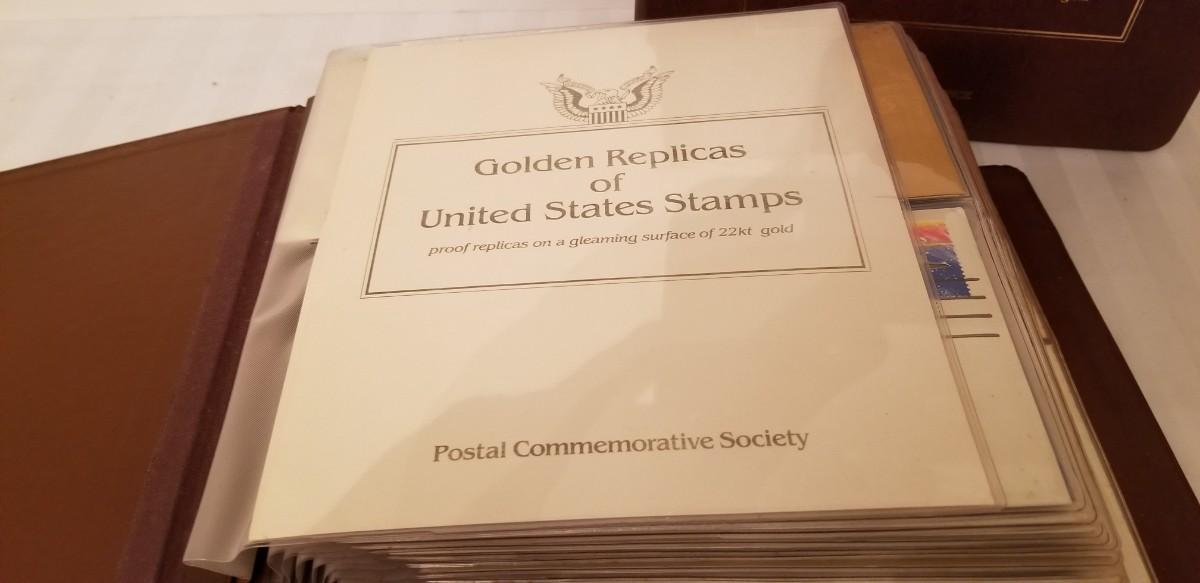 Golden Replicas
of
United States Stamps
proof replicas on a gleaming surface of 22kt gold
Postal Commemorative Society